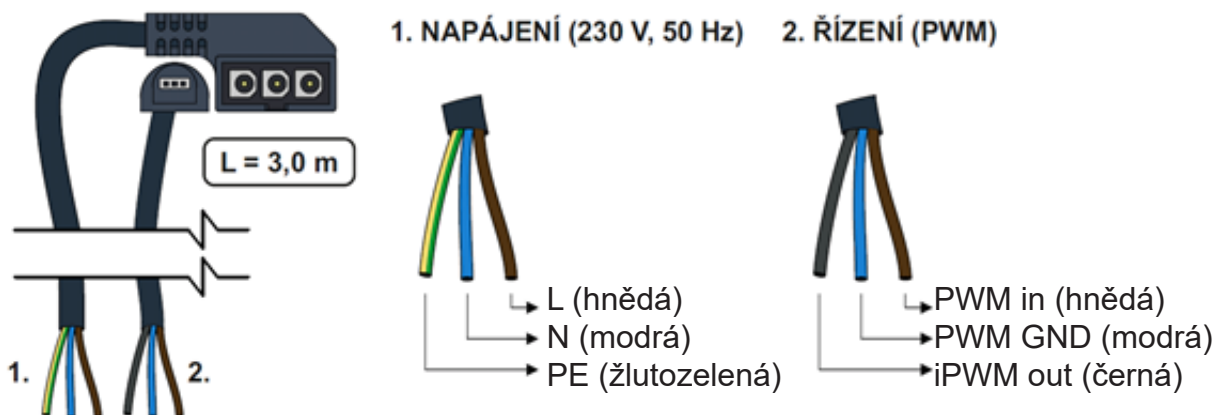 1. NAPÁJENÍ (230 V, 50 Hz)
2. ŘÍZENÍ (PWM)
L = 3,0 m
L (hnědá)
N (modrá)
PE (žlutozelená)
PWM in (hnědá)
PWM GND (modrá)
iPWM out (černá)
1.
2.